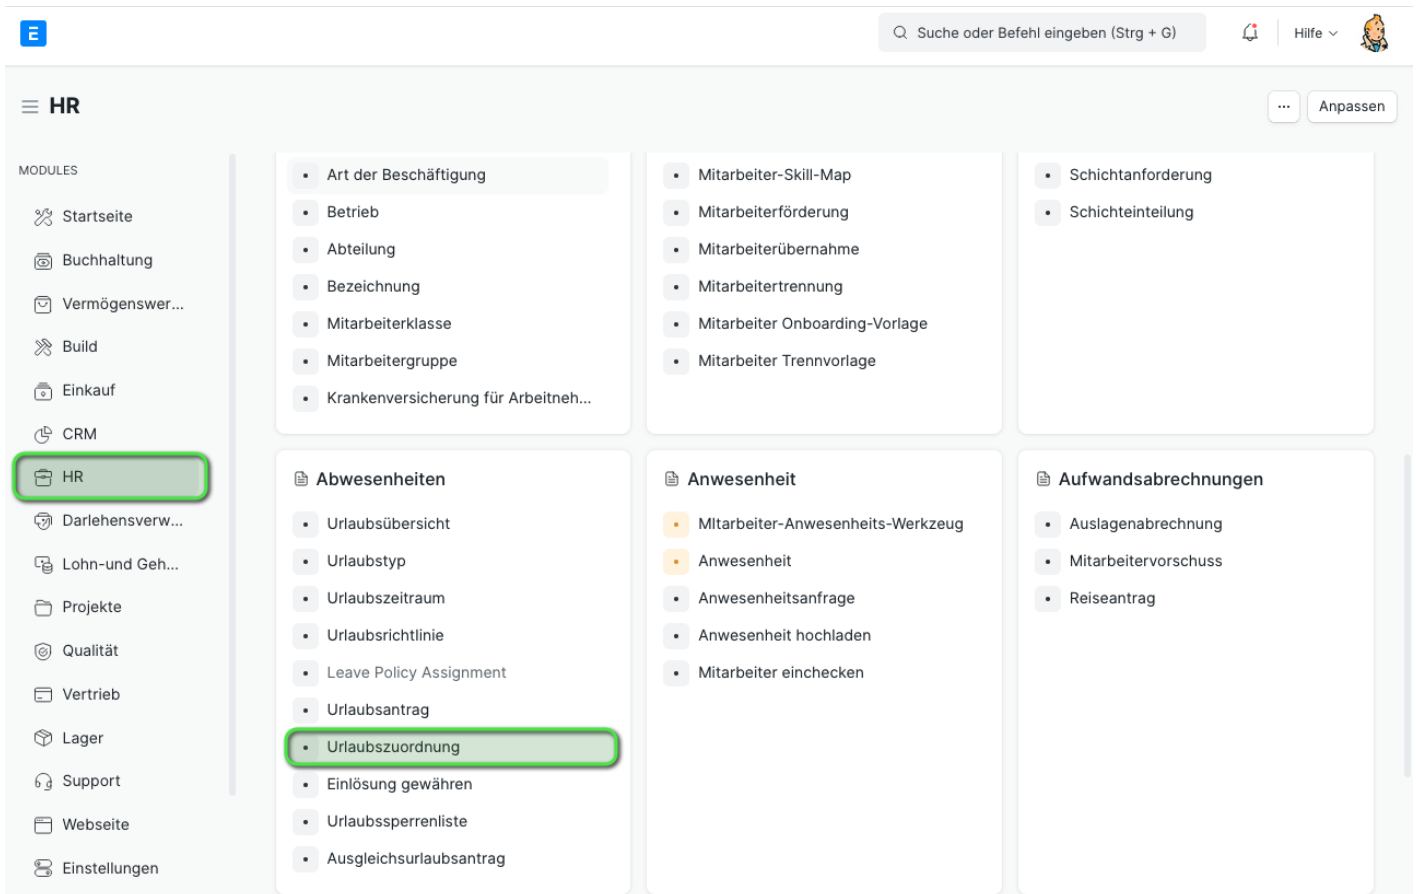 E
Suche oder Befehl eingeben (Strg + G)
Hilfe
HR
...
Anpassen
MODULES
Startseite
Buchhaltung
Vermögenswer...
Build
Einkauf
CRM
HR
Darlehensverw...
Lohn-und Geh...
Projekte
Qualität
Vertrieb
Lager
Support
Webseite
Einstellungen
Art der Beschäftigung
Betrieb
Abteilung
Bezeichnung
Mitarbeiterklasse
Mitarbeitergruppe
Krankenversicherung für Arbeitneh...
Mitarbeiter-Skill-Map
Mitarbeiterförderung
Mitarbeiterübernahme
Mitarbeitertrennung
Mitarbeiter Onboarding-Vorlage
Mitarbeiter Trennvorlage
Schichtanforderung
Schichteinteilung
Abwesenheiten
Urlaubsübersicht
Urlaubstyp
Urlaubszeitraum
Urlaubsrichtlinie
Leave Policy Assignment
Urlaubsantrag
Urlaubszuordnung
Einlösung gewähren
Urlaubssperrenliste
Ausgleichsurlaubsantrag
Anwesenheit
MItarbeiter-Anwesenheits-Werkzeug
Anwesenheit
Anwesenheitsanfrage
Anwesenheit hochladen
Mitarbeiter einchecken
Aufwandsabrechnungen
Auslagenabrechnung
Mitarbeitervorschuss
Reiseantrag